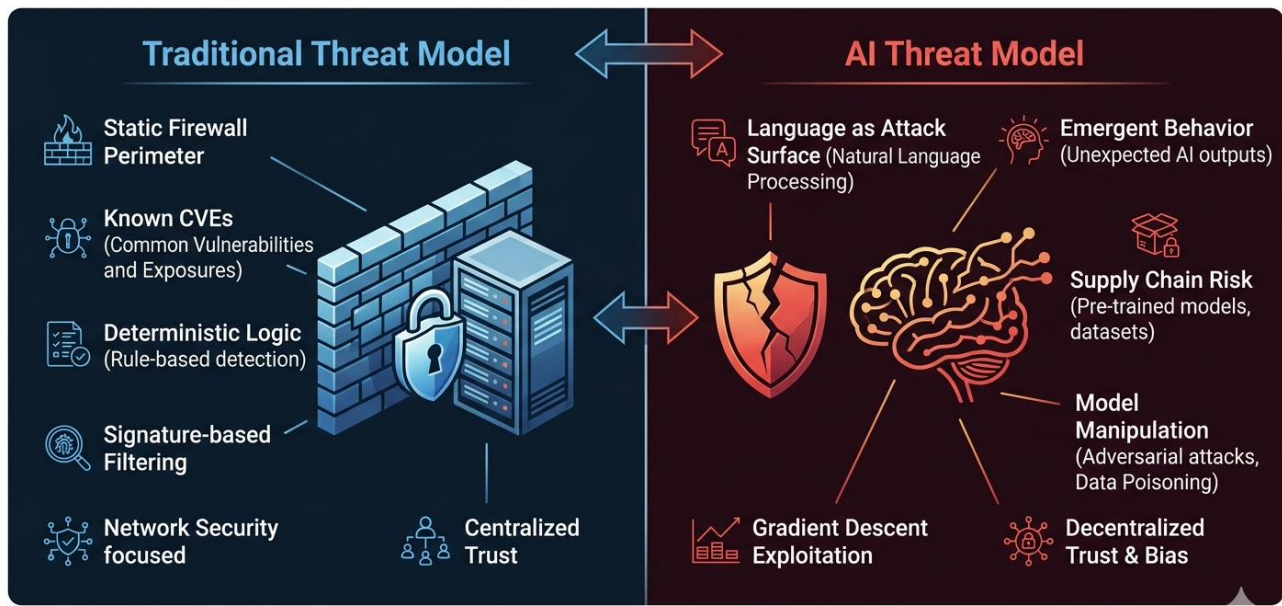 Traditional Threat Model
Static Firewall
Perimeter
Known CVEs
(Common Vulnerabilities
and Exposures)
Deterministic Logic
(Rule-based detection)
Signature-based
Filtering
Network Security
focused
Centralized
Trust
AI Threat Model
Language as Attack
Surface (Natural Language
Processing)
A
Emergent Behavior
(Unexpected AI outputs)
Supply Chain Risk
(Pre-trained models,
datasets)
Model
Manipulation
(Adversarial attacks,
Data Poisoning)
Gradient Descent
Exploitation
Decentralized
Trust & Bias